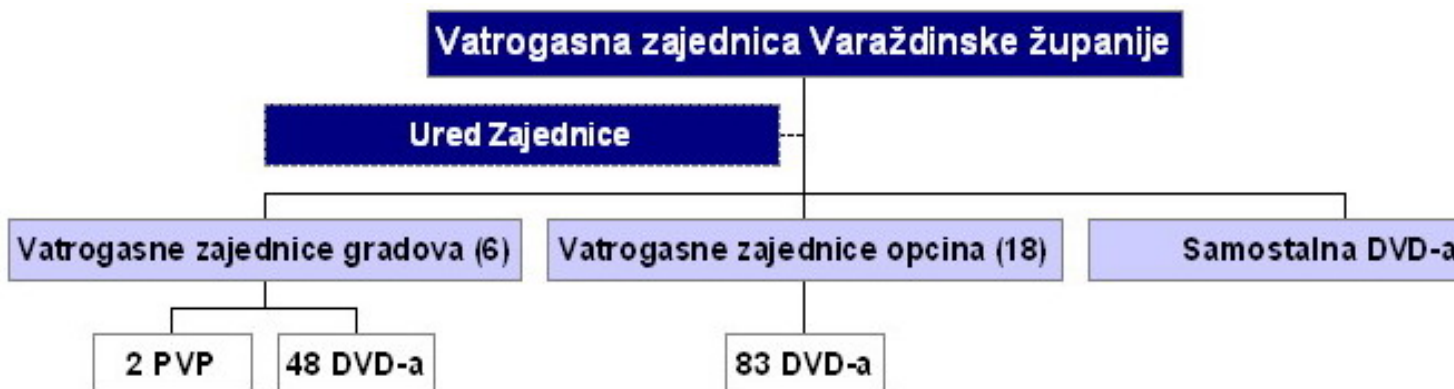 Vatrogasna zajednica Varaždinske županije
Ured Zajednice
Vatrogasne zajednice gradova (6)
Vatrogasne zajednice opcina (18)
Samostalna DVD-a
2 PVP
48 DVD-a
83 DVD-a